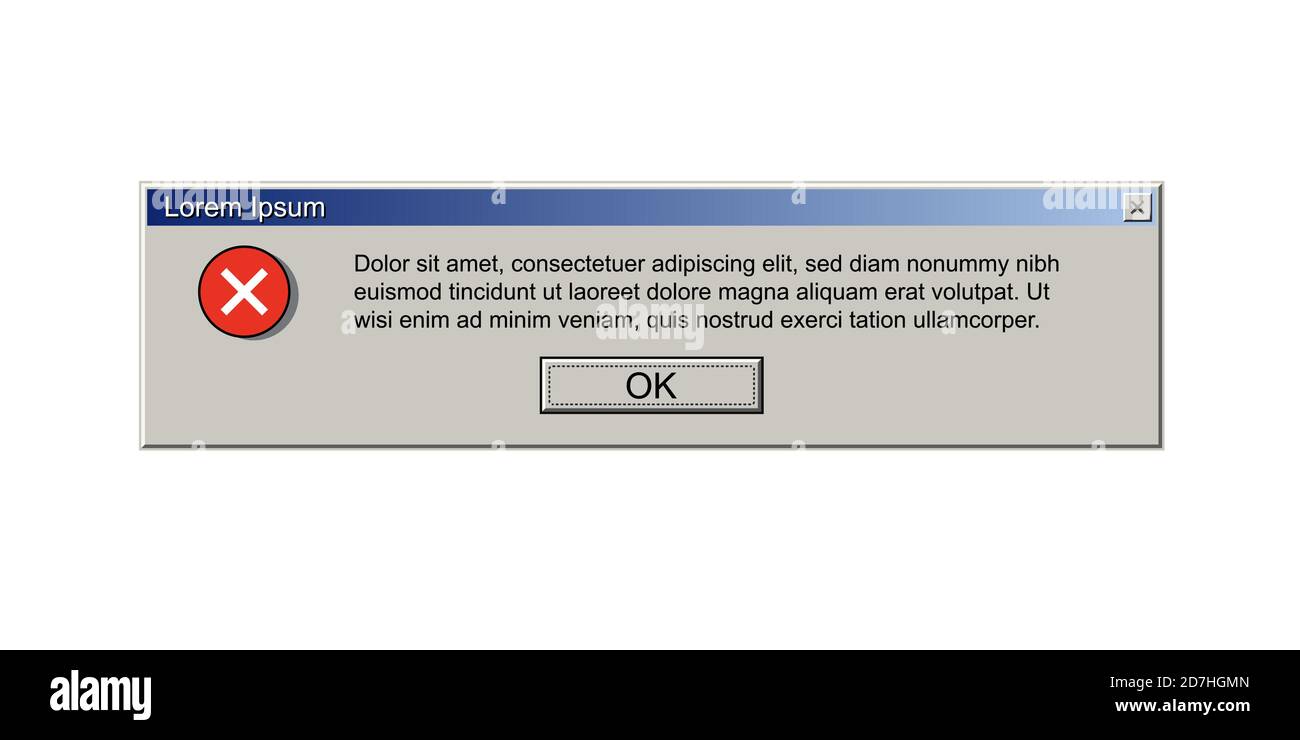 Lorem Ipsum
Dolor sit amet, consectetuer adipiscing elit, sed diam nonummy nibh
euismod tincidunt ut laoreet dolore magna aliquam erat volutpat. Ut
wisi enim ad minim veniam, quis nostrud exerci tation ullamcorper.
alamy
OK
alamy
Image ID: 2D7HGMN
www.alamy.com